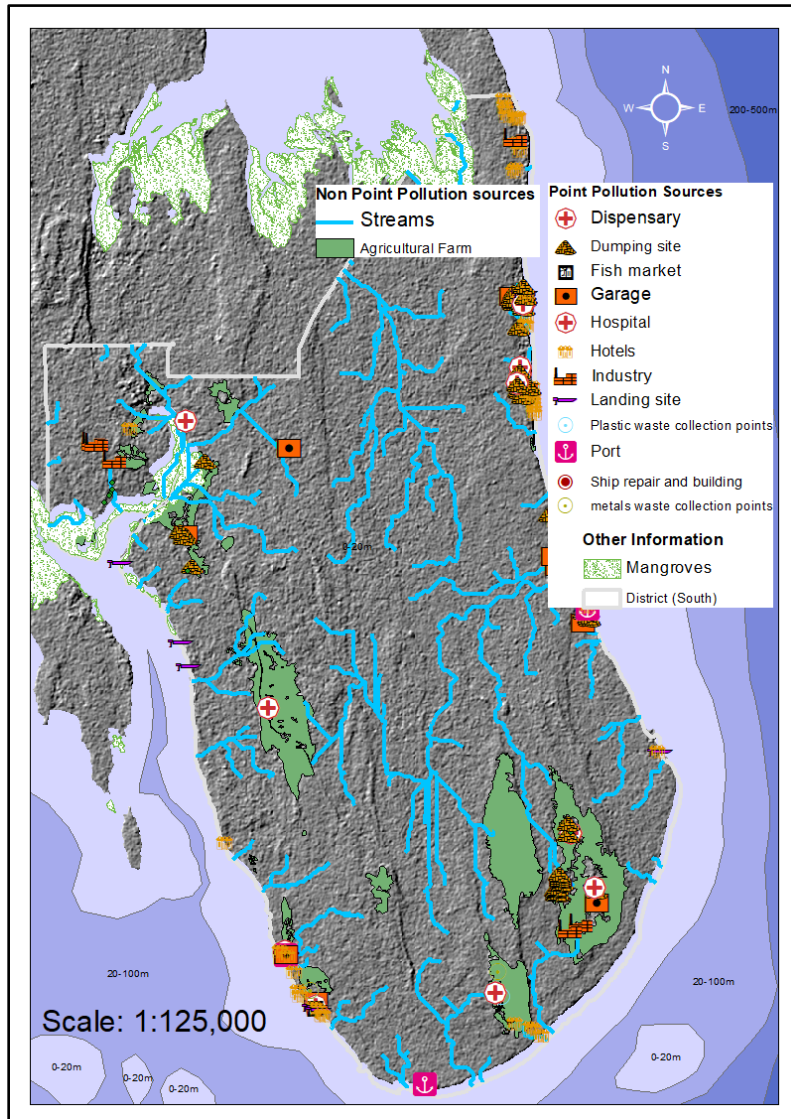 N
W E
S
200-500m
Non Point Pollution sources
Streams
Agricultural Farm
Point Pollution Sources
Dispensary
Dumping site
Fish market
Garage
Hospital
Hotels
Industry
Landing site
Plastic waste collection points
Port
Ship repair and building
metals waste collection points
Other Information
Mangroves
District (South)
0-20m
20-100m
20-100m
Scale: 1:125,000
0-20m
0-20m
0-20m
0-20m